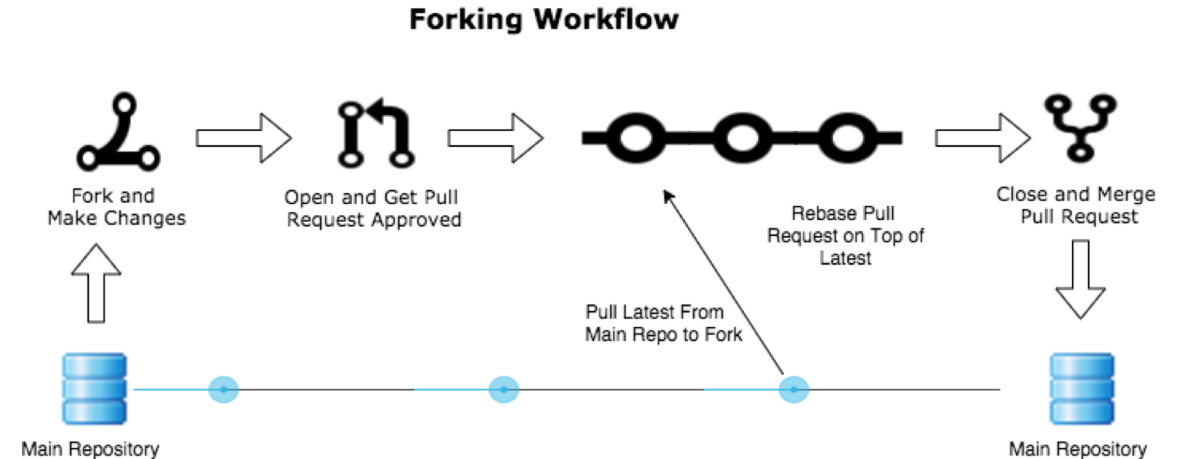 Forking Workflow
Fork and
Make Changes
Open and Get Pull
Request Approved
Rebase Pull
Request on Top of
Latest
Close and Merge
Pull Request
Pull Latest From
Main Repo to Fork
Main Repository
Main Repository